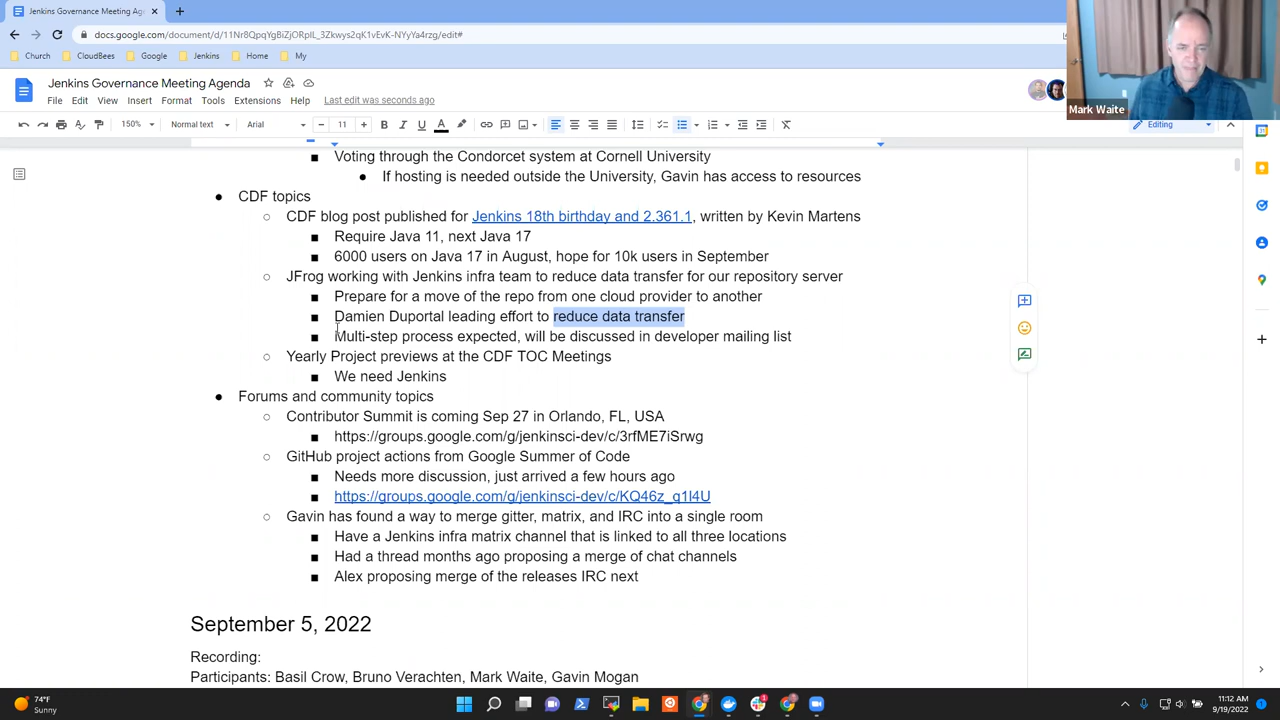 Jenkins Governance Meeting Ag
docs.google.com/document/d/11Nr8QpqYgBiZjORpIL_3Zkwys2qK1vEvK-NYyYa4rzg/edit#
Church CloudBees Google Jenkins Home My
Jenkins Governance Meeting Agenda
File Edit View Insert Format Tools Extensions Help Last edit was seconds ago
Mark Waite
150% Normal text Arial 11 Editing
■ Voting through the Condorcet system at Cornell University
● If hosting is needed outside the University, Gavin has access to resources
● CDF topics
○ CDF blog post published for Jenkins 18th birthday and 2.361.1, written by Kevin Martens
■ Require Java 11, next Java 17
■ 6000 users on Java 17 in August, hope for 10k users in September
○ JFrog working with Jenkins infra team to reduce data transfer for our repository server
■ Prepare for a move of the repo from one cloud provider to another
■ Damien Duportal leading effort to reduce data transfer
■ Multi-step process expected, will be discussed in developer mailing list
○ Yearly Project previews at the CDF TOC Meetings
■ We need Jenkins
● Forums and community topics
○ Contributor Summit is coming Sep 27 in Orlando, FL, USA
■ https://groups.google.com/g/jenkinsci-dev/c/3rfME7iSrwg
○ GitHub project actions from Google Summer of Code
■ Needs more discussion, just arrived a few hours ago
■ https://groups.google.com/g/jenkinsci-dev/c/KQ46z_q1I4U
○ Gavin has found a way to merge gitter, matrix, and IRC into a single room
■ Have a Jenkins infra matrix channel that is linked to all three locations
■ Had a thread months ago proposing a merge of chat channels
■ Alex proposing merge of the releases IRC next
September 5, 2022
Recording:
Participants: Basil Crow, Bruno Verachten, Mark Waite, Gavin Mogan
74°F
Sunny
11:12 AM
9/19/2022